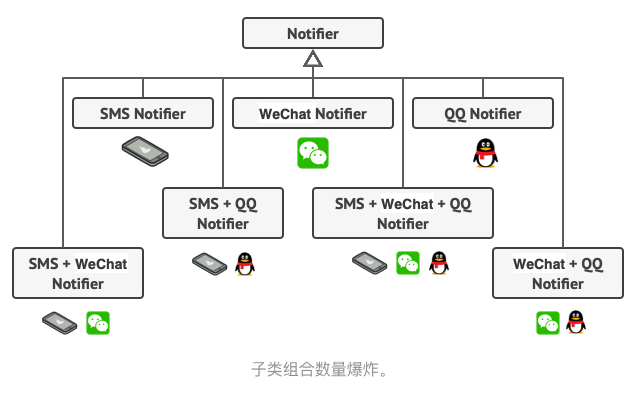 Notifier
SMS Notifier
WeChat Notifier
QQ Notifier
SMS + QQ
Notifier
SMS + WeChat + QQ
Notifier
SMS + WeChat
Notifier
WeChat + QQ
Notifier
子类组合数量爆炸。